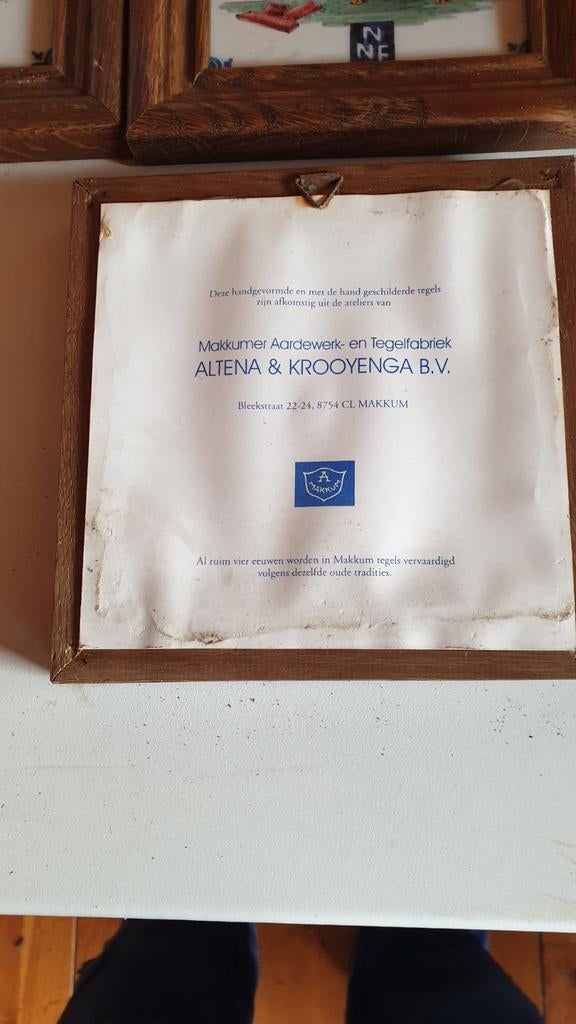 N
NE
Deze handgevormde en met de hand geschilderde tegels
zijn afkomstig uit de ateliers van
Makkumer Aardewerk- en Tegelfabriek
ALTENA & KROOYENGA B.V.
Bleekstraat 22-24, 8754 CL MAKKUM
A
MAKKUM
Al ruim vier eeuwen worden in Makkum tegels vervaardigd
volgens dezelfde oude tradities.